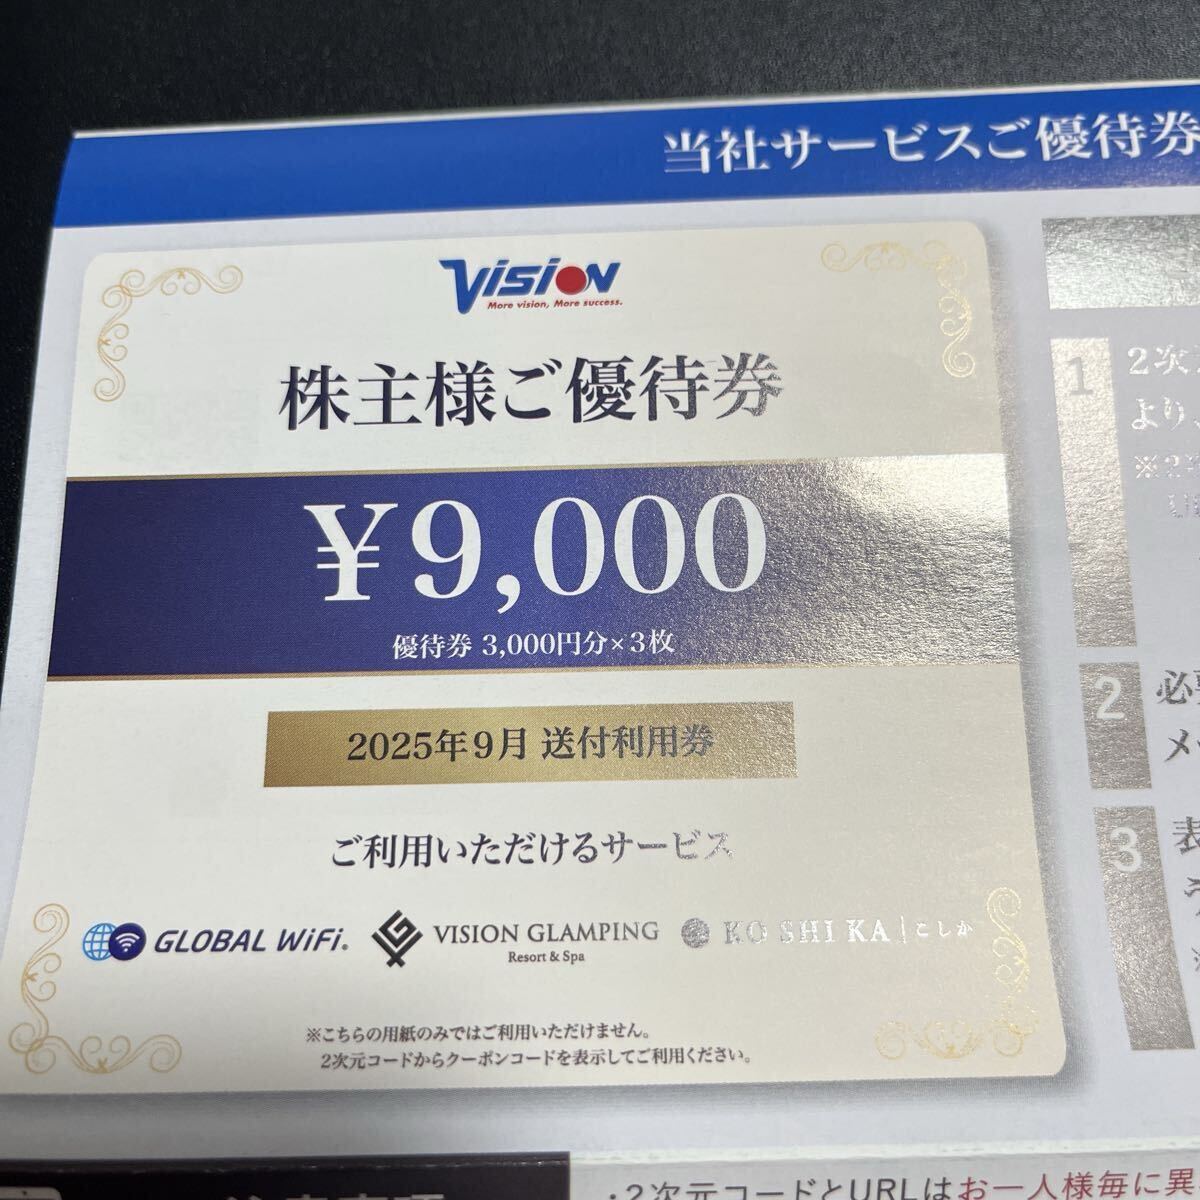 当社サービスご優待券
VISION
More vision, More success.
株主様ご優待券
¥9,000
優待券 3,000円分×3枚
2025年9月 送付利用券
ご利用いただけるサービス
GLOBAL WiFi®
VISION GLAMPING
Resort & Spa
KO SHI KA | こしか
※こちらの用紙のみではご利用いただけません。
2次元コードからクーポンコードを表示してご利用ください。
1
2次
より、
2
必
メ
3
表
・2次元コードとURLはお一人様毎に異